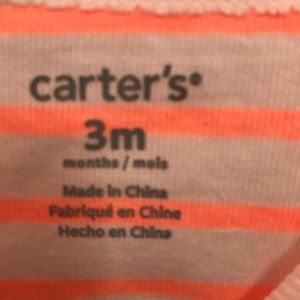 carter's®
3m
months / mois
Made in China
Fabriqué en Chine
Hecho en China